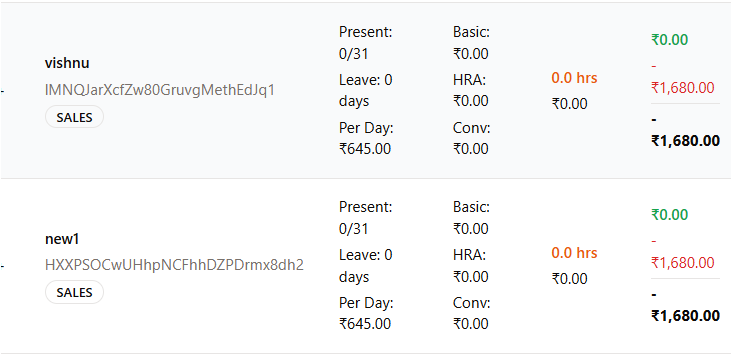 vishnu
IMNQJarXcfZw80GruvgMethEdJq1
SALES
Present:
0/31
Leave: 0
days
Per Day:
₹645.00
Basic:
₹0.00
HRA:
₹0.00
Conv:
₹0.00
0.0 hrs
₹0.00
₹0.00
-
₹1,680.00
-
₹1,680.00
-
new1
HXXPSOCwUHhpNCFhhDZPDrmx8dh2
SALES
Present:
0/31
Leave: 0
days
Per Day:
₹645.00
Basic:
₹0.00
HRA:
₹0.00
Conv:
₹0.00
0.0 hrs
₹0.00
₹0.00
-
₹1,680.00
-
₹1,680.00
-